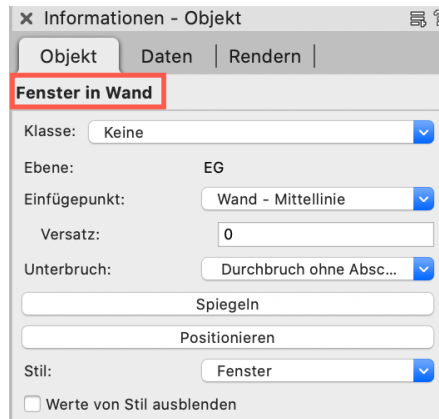 Informationen - Objekt
Objekt Daten Rendern
Fenster in Wand
Klasse: Keine
Ebene: EG
Einfügepunkt: Wand - Mittellinie
Versatz: 0
Unterbruch: Durchbruch ohne Absc...
Spiegeln
Positionieren
Stil: Fenster
Werte von Stil ausblenden